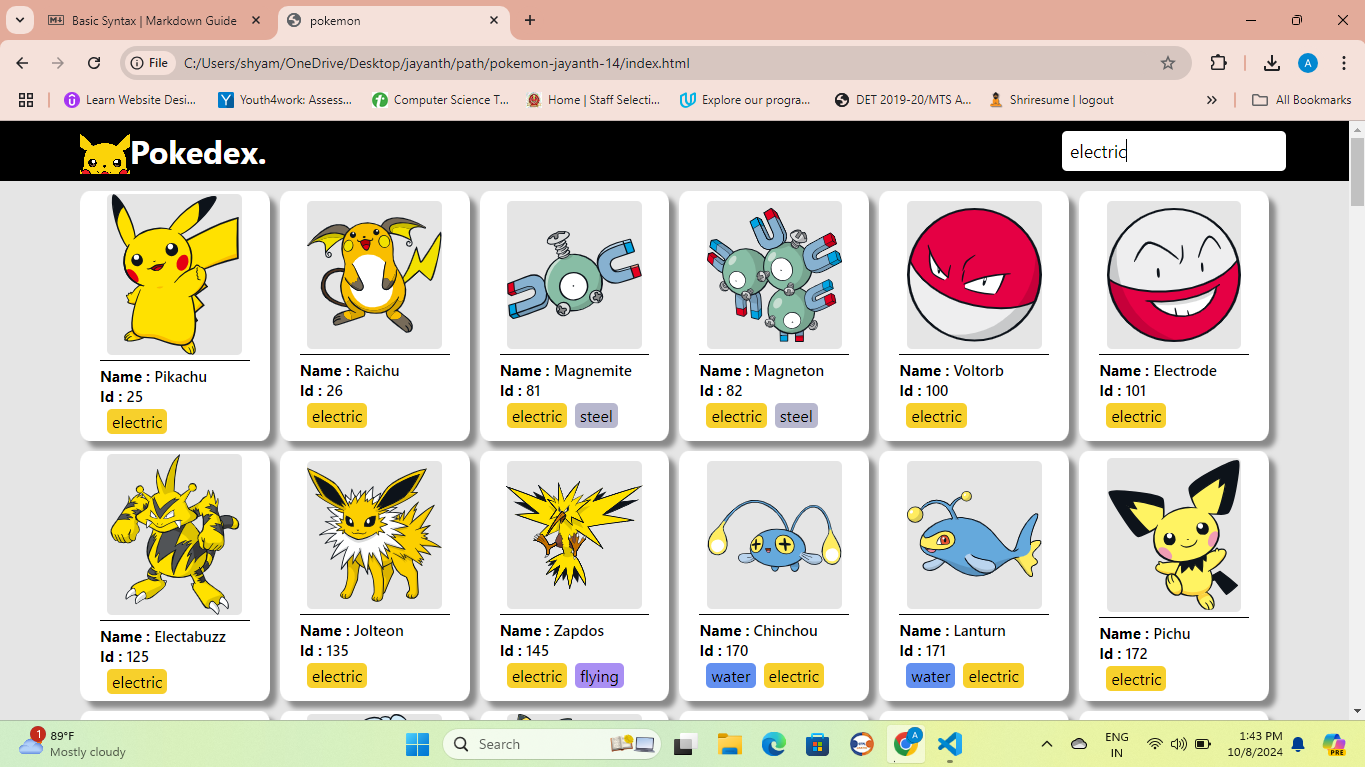 Basic Syntax | Markdown Guide
pokemon
File
C:/Users/shyam/OneDrive/Desktop/jayanth/path/pokemon-jayanth-14/index.html
A
Learn Website Desi...
Youth4work: Assess...
Computer Science T...
Home | Staff Selecti...
Explore our progra...
DET 2019-20/MTS A...
Shriresume | logout
All Bookmarks
Pokedex.
electric
Name : Pikachu
Id : 25
electric
Name : Raichu
Id : 26
electric
Name : Magnemite
Id : 81
electric steel
Name : Magneton
Id : 82
electric steel
Name : Voltorb
Id : 100
electric
Name : Electrode
Id : 101
electric
Name : Electabuzz
Id : 125
electric
Name : Jolteon
Id : 135
electric
Name : Zapdos
Id : 145
electric flying
Name : Chinchou
Id : 170
water electric
Name : Lanturn
Id : 171
water electric
Name : Pichu
Id : 172
electric
1
89°F
Mostly cloudy
Search
A
ENG
IN
1:43 PM
10/8/2024
PRE